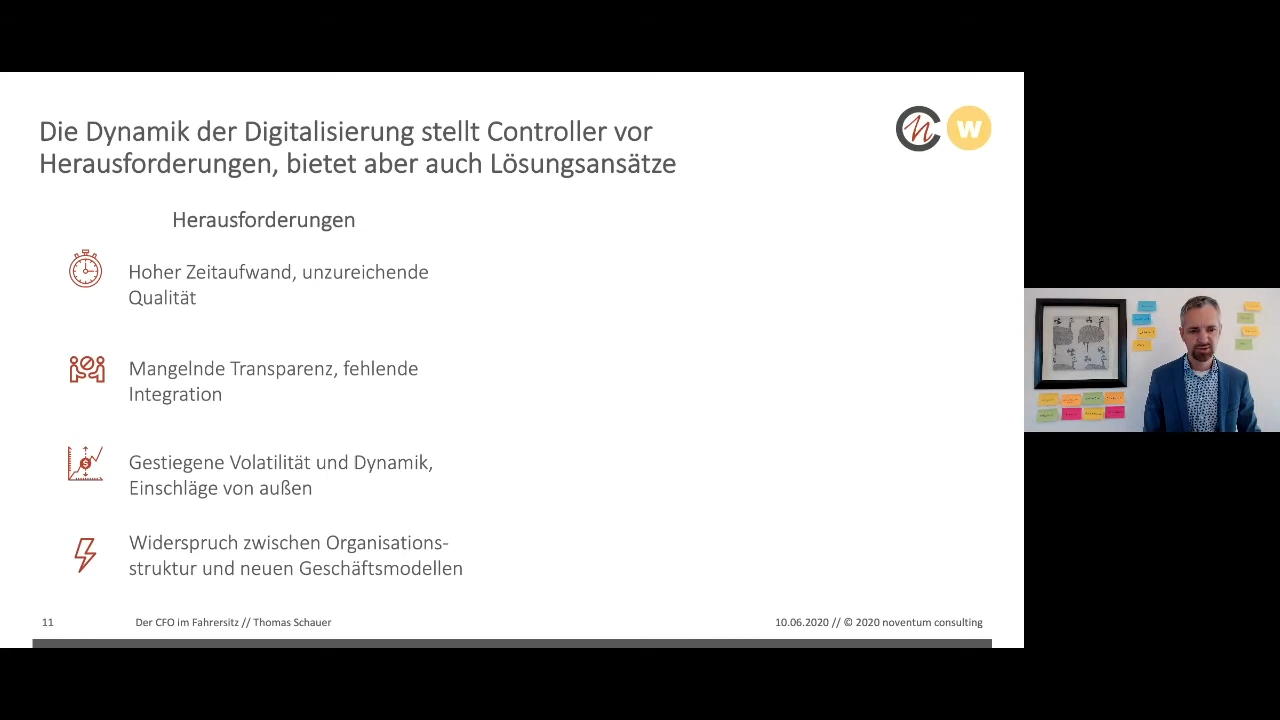 Die Dynamik der Digitalisierung stellt Controller vor
Herausforderungen, bietet aber auch Lösungsansätze
W
Herausforderungen
Hoher Zeitaufwand, unzureichende
Qualität
Mangelnde Transparenz, fehlende
Integration
Gestiegene Volatilität und Dynamik,
Einschläge von außen
Widerspruch zwischen Organisations-
struktur und neuen Geschäftsmodellen
11
Der CFO im Fahrersitz // Thomas Schauer
10.06.2020 // © 2020 noventum consulting